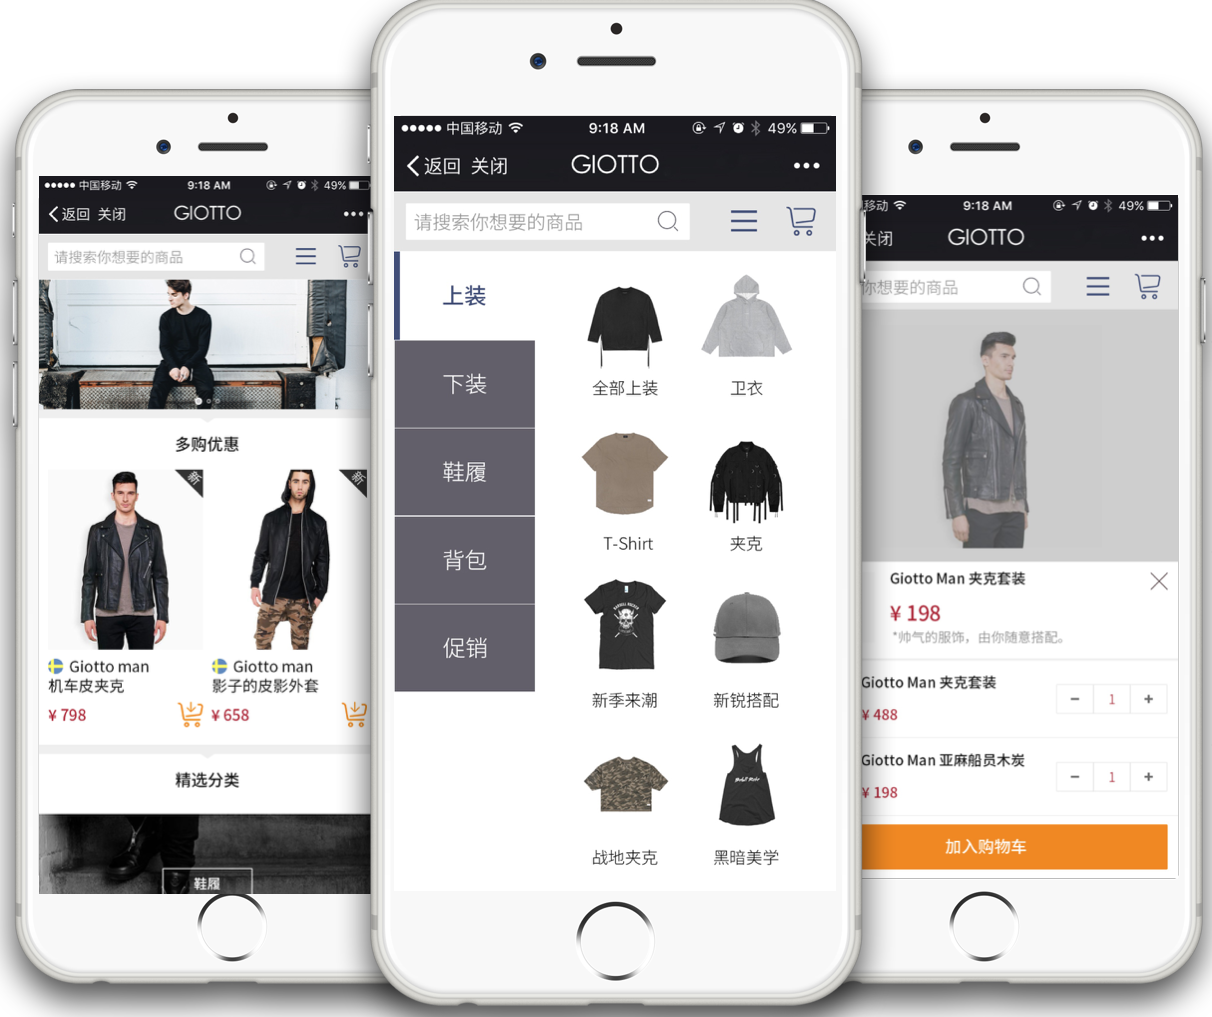 中国移动 9:18 AM 49%
返回 关闭 GIOTTO
请搜索你想要的商品
多购优惠
新 新
Giotto man Giotto man
机车皮夹克 影子的皮影外套
¥ 798 ¥ 658
精选分类
鞋履
中国移动 9:18 AM 49%
返回 关闭 GIOTTO
请搜索你想要的商品
上装
下装
鞋履
背包
促销
全部上装 卫衣
T-Shirt 夹克
新季来潮 新锐搭配
战地夹克 黑暗美学
移动 9:18 AM 49%
关闭 GIOTTO
你想要的商品
Giotto Man 夹克套装
¥ 198
*帅气的服饰，由你随意搭配。
Giotto Man 夹克套装
¥ 488
− 1 +
Giotto Man 亚麻船员木炭
¥ 198
− 1 +
加入购物车